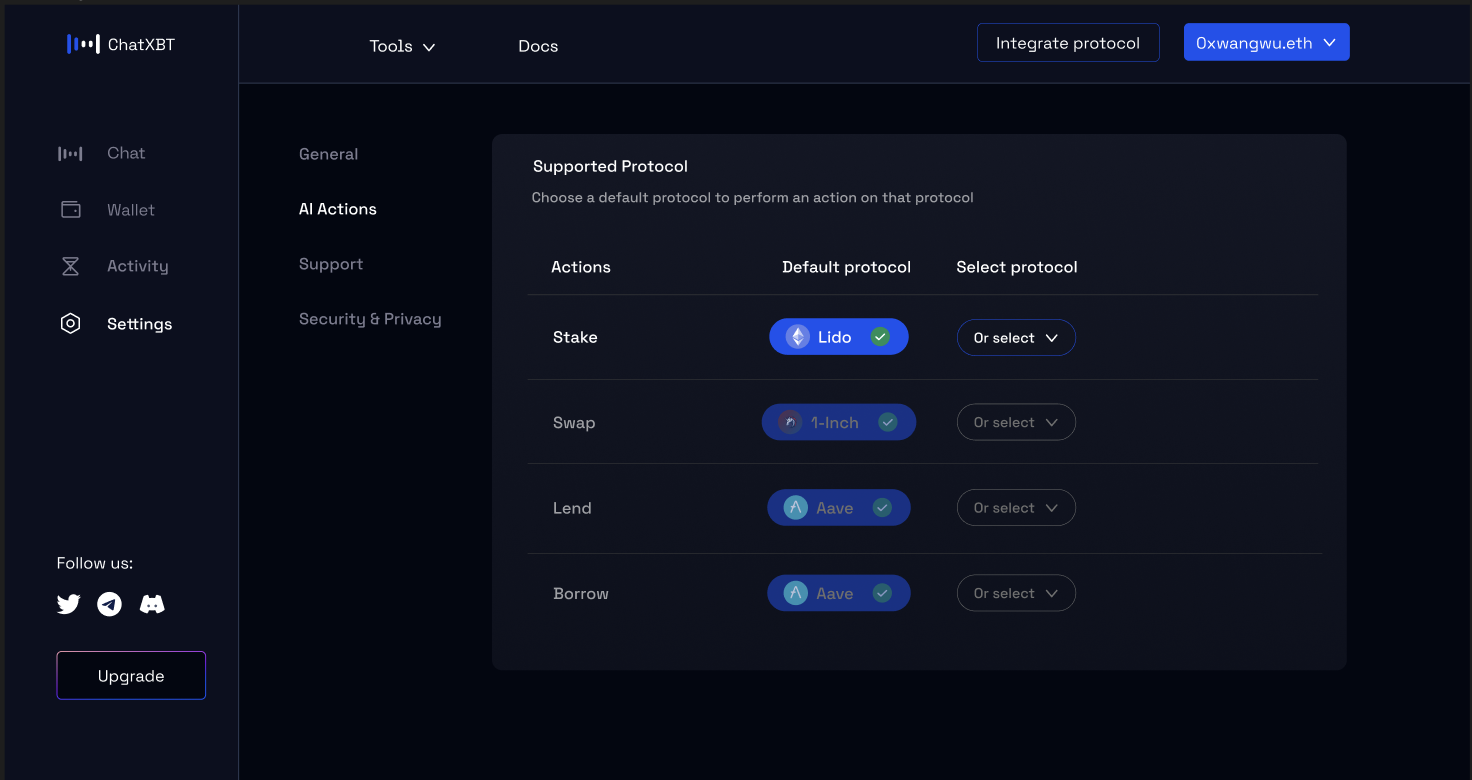 ChatXBT
Tools
Docs
Integrate protocol
0xwangwu.eth
Chat
Wallet
Activity
Settings
Follow us:
Upgrade
General
AI Actions
Support
Security & Privacy
Supported Protocol
Choose a default protocol to perform an action on that protocol
Actions Default protocol Select protocol
Stake Lido Or select
Swap 1-Inch Or select
Lend Aave Or select
Borrow Aave Or select